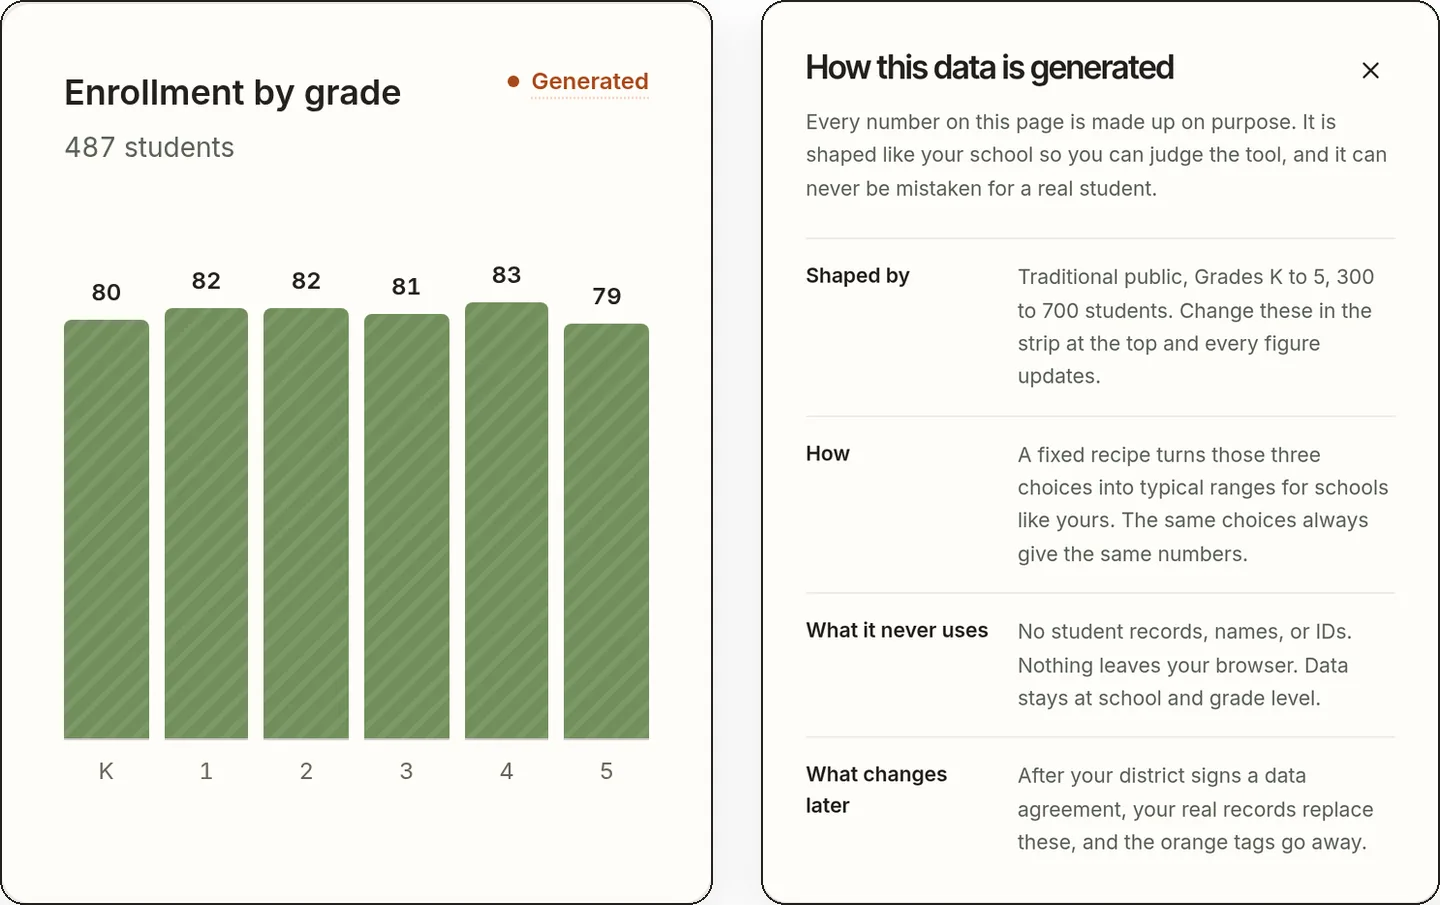 Enrollment by grade
Generated
487 students
80
82
82
81
83
79
K
1
2
3
4
5
How this data is generated
Every number on this page is made up on purpose. It is
shaped like your school so you can judge the tool, and it can
never be mistaken for a real student.
Shaped by
Traditional public, Grades K to 5, 300
to 700 students. Change these in the
strip at the top and every figure
updates.
How
A fixed recipe turns those three
choices into typical ranges for schools
like yours. The same choices always
give the same numbers.
What it never uses
No student records, names, or IDs.
Nothing leaves your browser. Data
stays at school and grade level.
What changes
later
After your district signs a data
agreement, your real records replace
these, and the orange tags go away.